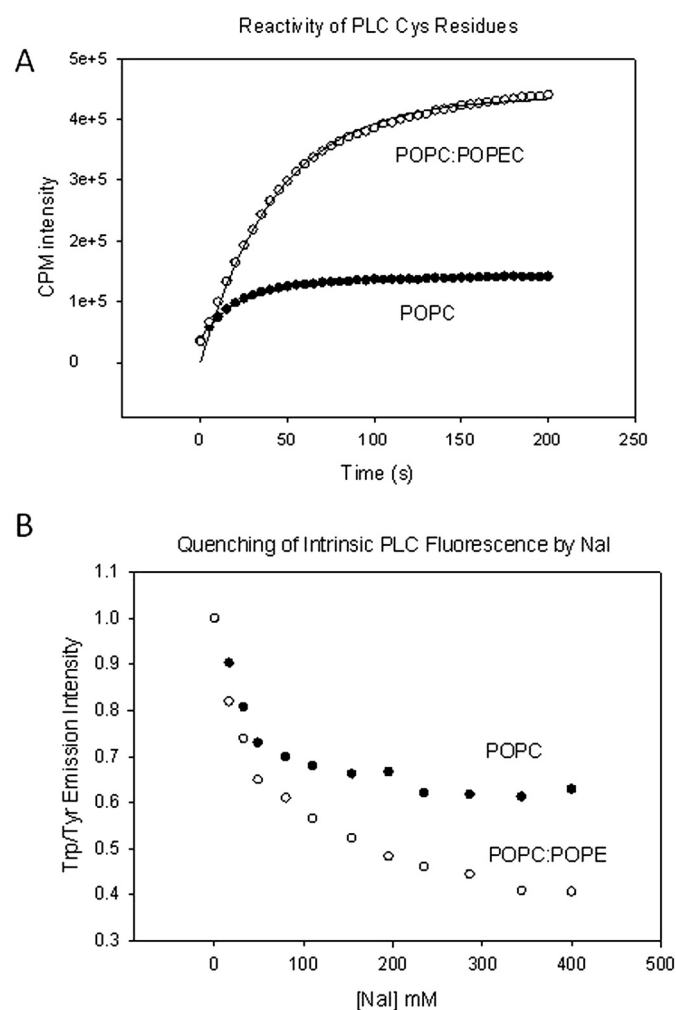 Reactivity of PLC Cys Residues
A
5e+5
4e+5
3e+5
2e+5
1e+5
0
CPM intensity
POPC:POPEC
POPC
0 50 100 150 200 250
Time (s)
B
Quenching of Intrinsic PLC Fluorescence by NaI
1.1
1.0
0.9
0.8
0.7
0.6
0.5
0.4
0.3
Trp/Tyr Emission Intensity
POPC
POPC:POPE
0 100 200 300 400 500
[NaI] mM